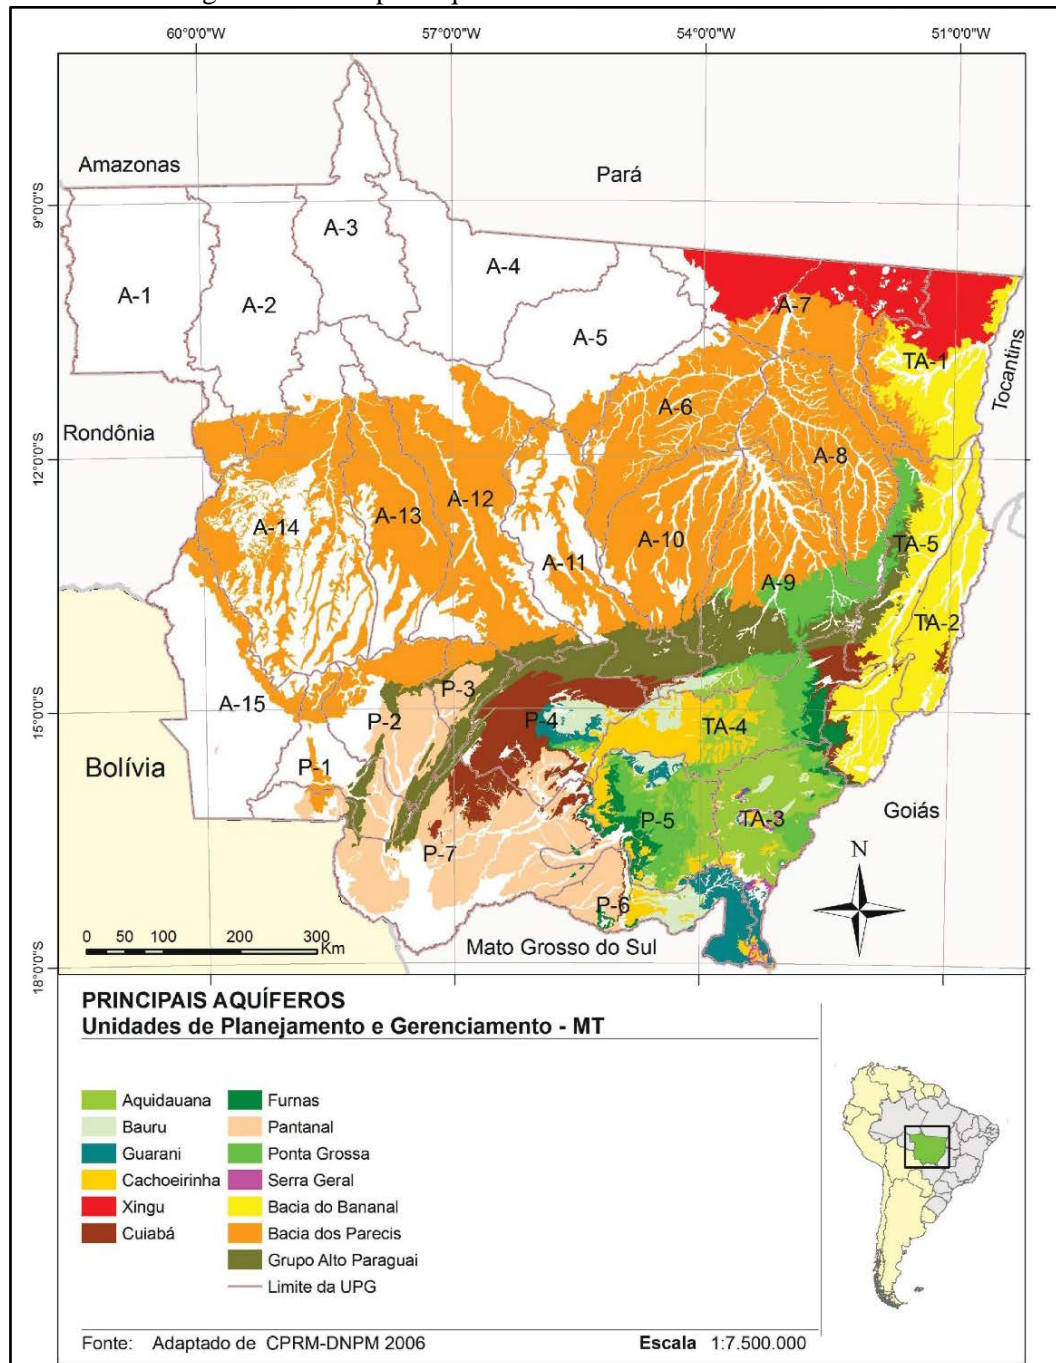 60°0'0"W 57°0'0"W 54°0'0"W 51°0'0"W
Amazonas
Pará
9°0'0"S
A-3
A-4
A-1
A-2
A-7
A-5
TA-1
Tocantins
A-6
Rondônia
12°0'0"S
A-8
A-12
A-13
A-14
A-10
A-11
TA-5
A-9
TA-2
P-3
A-15
P-2
P-4
15°0'0"S
TA-4
Bolívia
P-1
Goiás
P-5
TA-3
P-7
N
P-6
0 50 100 200 300
Km
Mato Grosso do Sul
18°0'0"S
PRINCIPAIS AQUÍFEROS
Unidades de Planejamento e Gerenciamento - MT
Aquidauana
Bauru
Guarani
Cachoeirinha
Xingu
Cuiabá
Furnas
Pantanal
Ponta Grossa
Serra Geral
Bacia do Bananal
Bacia dos Parecis
Grupo Alto Paraguai
Limite da UPG
Fonte: Adaptado de CPRM-DNPM 2006
Escala 1:7.500.000